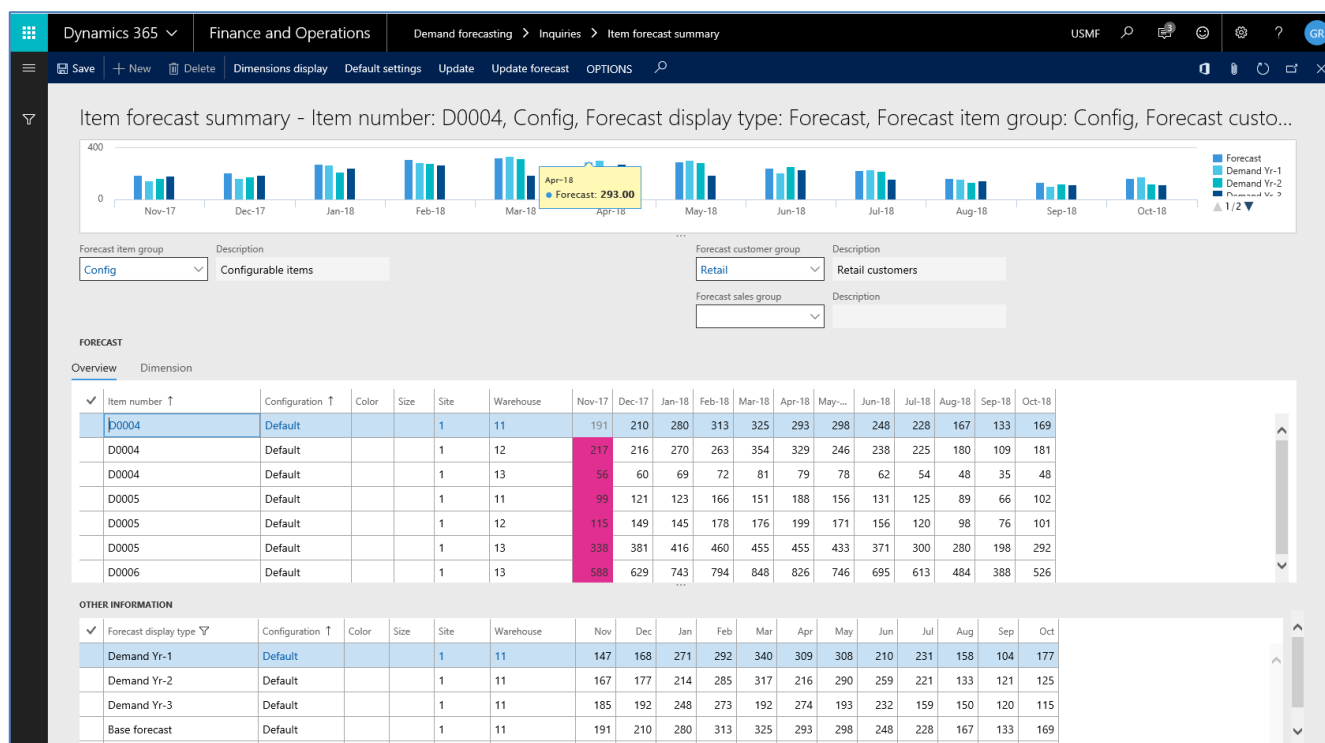 Dynamics 365 Finance and Operations Demand forecasting > Inquiries > Item forecast summary USMF 3 ? GR
Save + New Delete Dimensions display Default settings Update Update forecast OPTIONS
Item forecast summary - Item number: D0004, Config, Forecast display type: Forecast, Forecast item group: Config, Forecast custo...
400
0
Nov-17 Dec-17 Jan-18 Feb-18 Mar-18 Apr-18 May-18 Jun-18 Jul-18 Aug-18 Sep-18 Oct-18
Apr-18
Forecast: 293.00
Forecast
Demand Yr-1
Demand Yr-2
1/2
Forecast item group Description Forecast customer group Description
Config Configurable items Retail Retail customers
Forecast sales group Description
FORECAST
Overview Dimension
Item number ↑ Configuration ↑ Color Size Site Warehouse Nov-17 Dec-17 Jan-18 Feb-18 Mar-18 Apr-18 May-... Jun-18 Jul-18 Aug-18 Sep-18 Oct-18
D0004 Default 1 11 191 210 280 313 325 293 298 248 228 167 133 169
D0004 Default 1 12 217 216 270 263 354 329 246 238 225 180 109 181
D0004 Default 1 13 56 60 69 72 81 79 78 62 54 48 35 48
D0005 Default 1 11 99 121 123 166 151 188 156 131 125 89 66 102
D0005 Default 1 12 115 149 145 178 176 199 171 156 120 98 76 101
D0005 Default 1 13 338 381 416 460 455 455 433 371 300 280 198 292
D0006 Default 1 13 588 629 743 794 848 826 746 695 613 484 388 526
OTHER INFORMATION
Forecast display type Configuration ↑ Color Size Site Warehouse Nov Dec Jan Feb Mar Apr May Jun Jul Aug Sep Oct
Demand Yr-1 Default 1 11 147 168 271 292 340 309 308 210 231 158 104 177
Demand Yr-2 Default 1 11 167 177 214 285 317 216 290 259 221 133 121 125
Demand Yr-3 Default 1 11 185 192 248 273 192 274 193 232 159 150 120 115
Base forecast Default 1 11 191 210 280 313 325 293 298 248 228 167 133 169